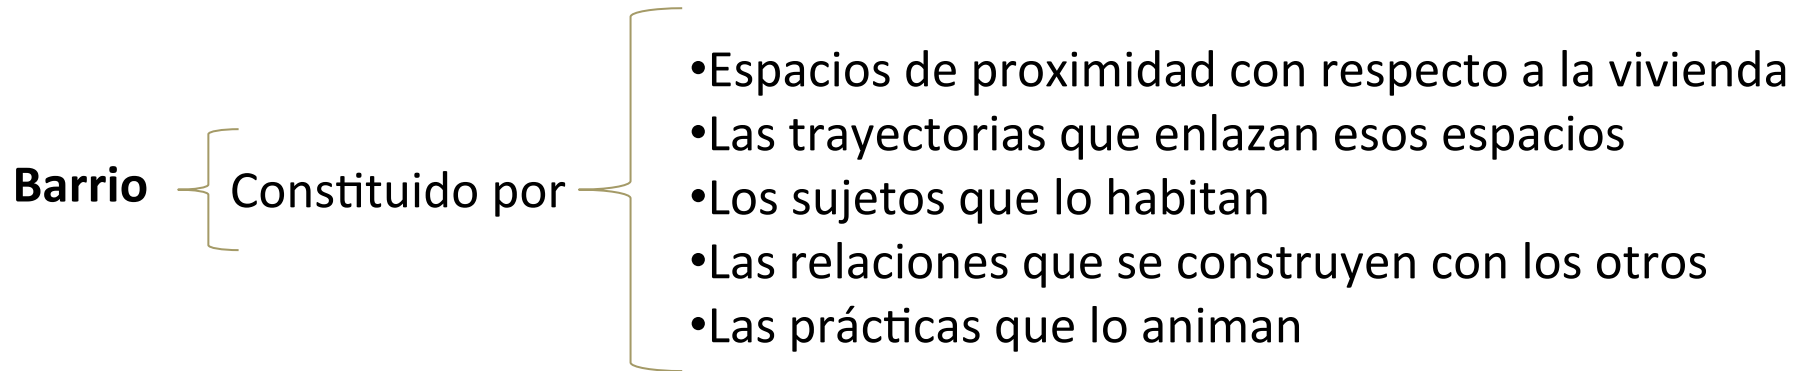 Barrio
Constituido por
•Espacios de proximidad con respecto a la vivienda
•Las trayectorias que enlazan esos espacios
•Los sujetos que lo habitan
•Las relaciones que se construyen con los otros
•Las prácticas que lo animan